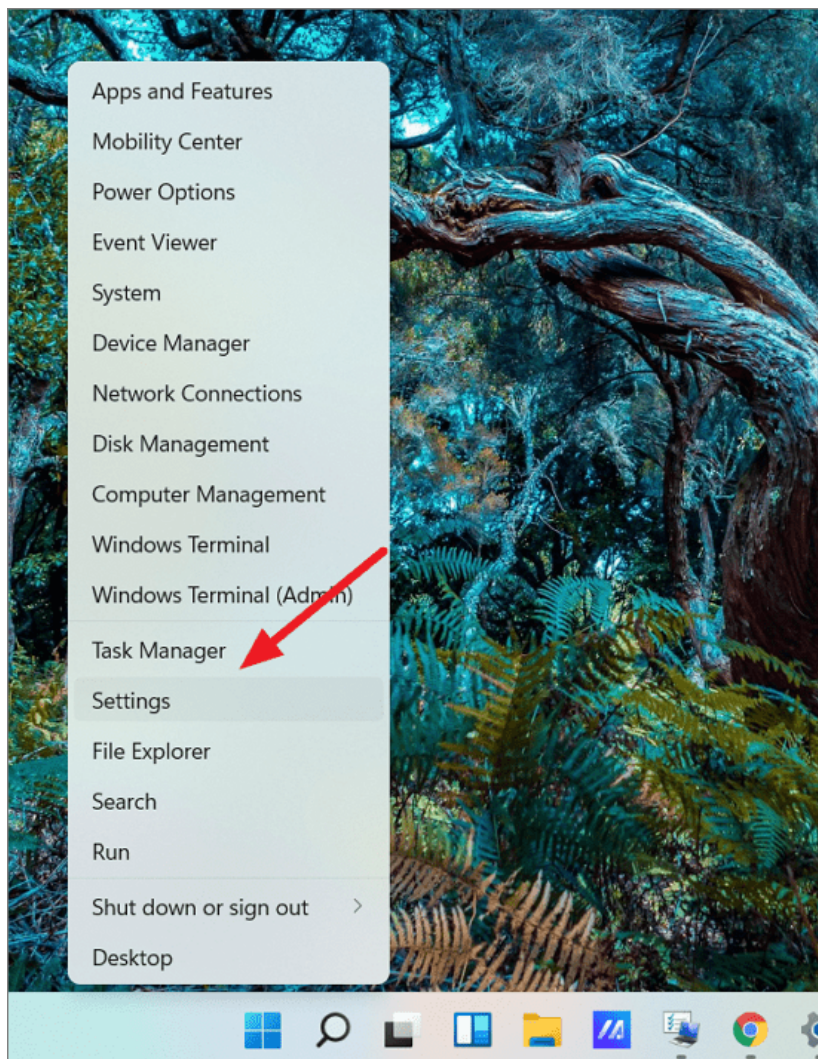 Apps and Features
Mobility Center
Power Options
Event Viewer
System
Device Manager
Network Connections
Disk Management
Computer Management
Windows Terminal
Windows Terminal (Admin)
Task Manager
Settings
File Explorer
Search
Run
Shut down or sign out
Desktop